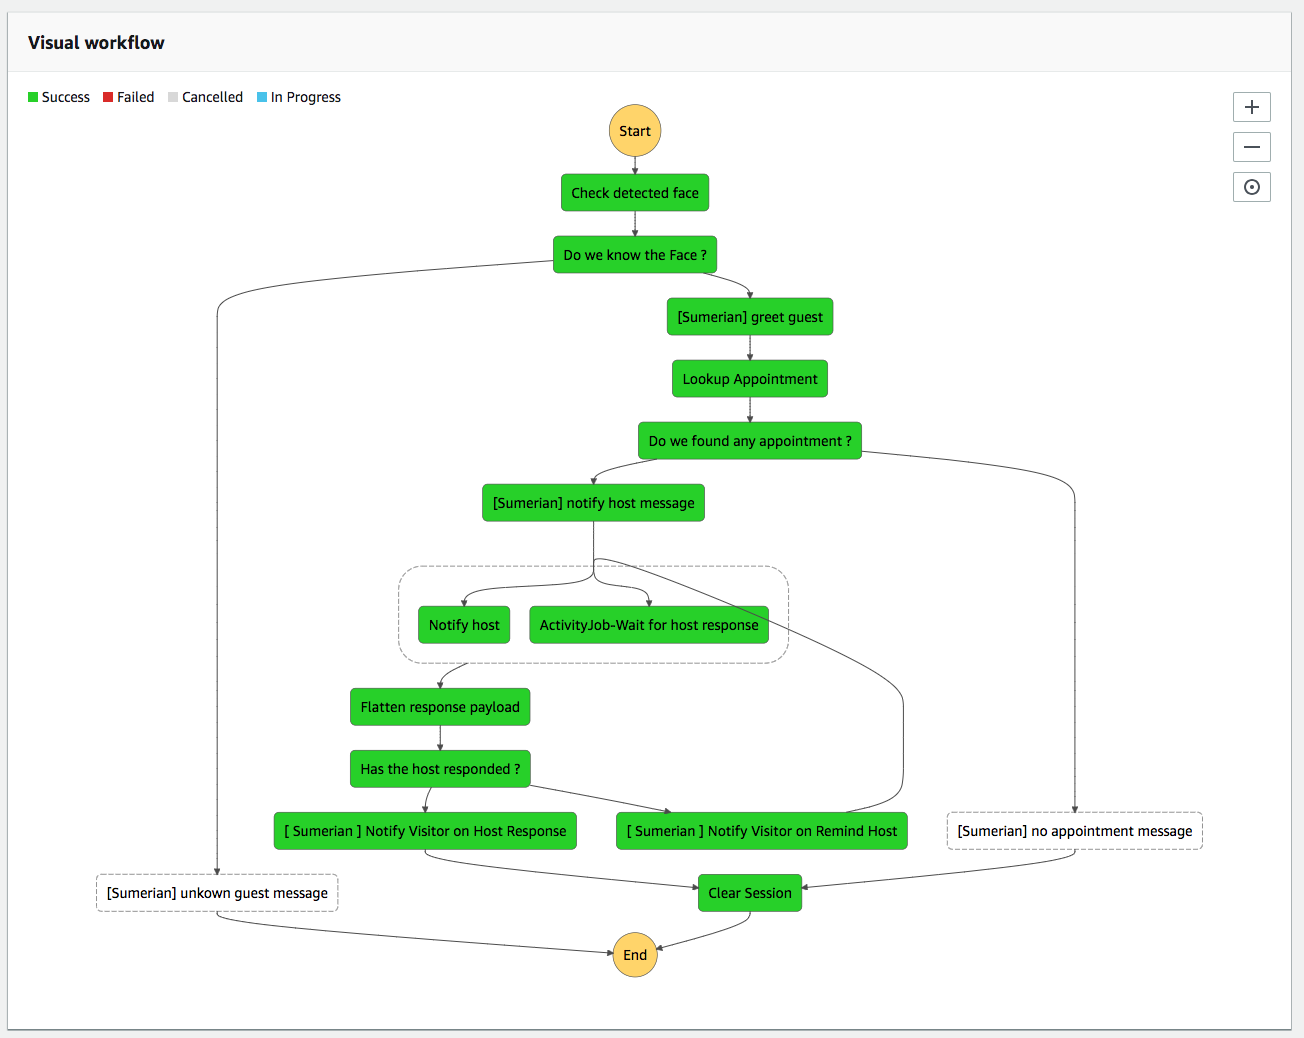 Visual workflow
Success Failed Cancelled In Progress
Start
Check detected face
Do we know the Face ?
[Sumerian] greet guest
Lookup Appointment
Do we found any appointment ?
[Sumerian] notify host message
Notify host
ActivityJob-Wait for host response
Flatten response payload
Has the host responded ?
[ Sumerian ] Notify Visitor on Host Response
[ Sumerian ] Notify Visitor on Remind Host
[Sumerian] no appointment message
[Sumerian] unkown guest message
Clear Session
End